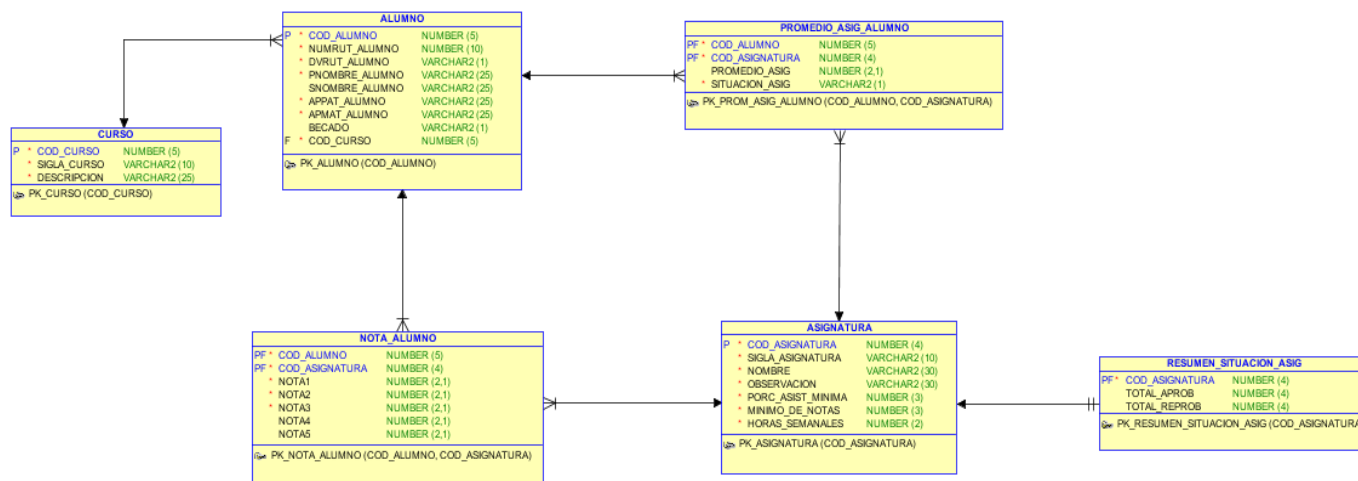 ALUMNO
P * COD_ALUMNO NUMBER (5)
* NUMRUT_ALUMNO NUMBER (10)
* DVRUT_ALUMNO VARCHAR2 (1)
* PNOMBRE_ALUMNO VARCHAR2 (25)
SNOMBRE_ALUMNO VARCHAR2 (25)
* APPAT_ALUMNO VARCHAR2 (25)
* APMAT_ALUMNO VARCHAR2 (25)
BECADO VARCHAR2 (1)
F * COD_CURSO NUMBER (5)
PK_ALUMNO (COD_ALUMNO)
PROMEDIO_ASIG_ALUMNO
PF * COD_ALUMNO NUMBER (5)
PF * COD_ASIGNATURA NUMBER (4)
PROMEDIO_ASIG NUMBER (2,1)
* SITUACION_ASIG VARCHAR2 (1)
PK_PROM_ASIG_ALUMNO (COD_ALUMNO, COD_ASIGNATURA)
CURSO
P * COD_CURSO NUMBER (5)
* SIGLA_CURSO VARCHAR2 (10)
* DESCRIPCION VARCHAR2 (25)
PK_CURSO (COD_CURSO)
NOTA_ALUMNO
PF * COD_ALUMNO NUMBER (5)
PF * COD_ASIGNATURA NUMBER (4)
* NOTA1 NUMBER (2,1)
* NOTA2 NUMBER (2,1)
* NOTA3 NUMBER (2,1)
NOTA4 NUMBER (2,1)
NOTA5 NUMBER (2,1)
PK_NOTA_ALUMNO (COD_ALUMNO, COD_ASIGNATURA)
ASIGNATURA
P * COD_ASIGNATURA NUMBER (4)
* SIGLA_ASIGNATURA VARCHAR2 (10)
* NOMBRE VARCHAR2 (30)
* OBSERVACION VARCHAR2 (30)
* PORC_ASIST_MINIMA NUMBER (3)
* MINIMO_DE_NOTAS NUMBER (3)
* HORAS_SEMANALES NUMBER (2)
PK_ASIGNATURA (COD_ASIGNATURA)
RESUMEN_SITUACION_ASIG
PF * COD_ASIGNATURA NUMBER (4)
TOTAL_APROB NUMBER (4)
TOTAL_REPROB NUMBER (4)
PK_RESUMEN_SITUACION_ASIG (COD_ASIGNATURA